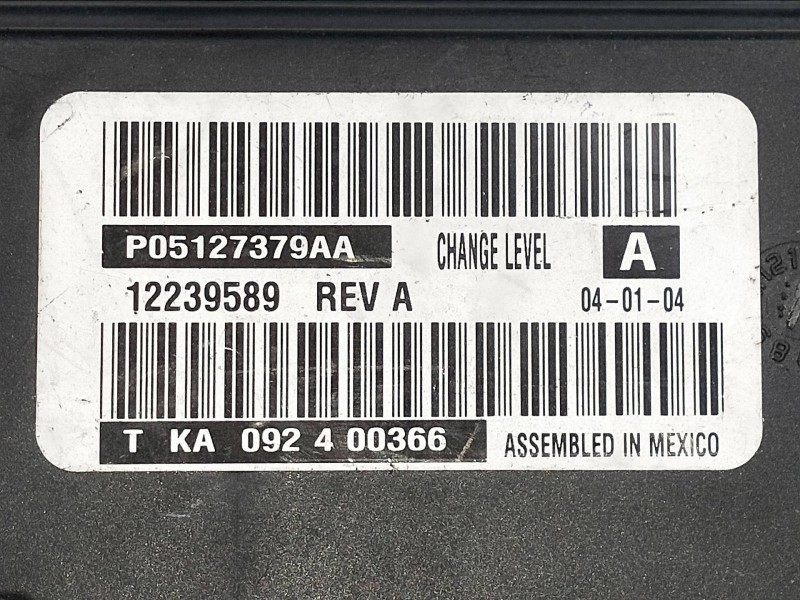 P05127379AA CHANGE LEVEL A
12239589 REV A 04-01-04
T KA 092 4 00366 ASSEMBLED IN MEXICO